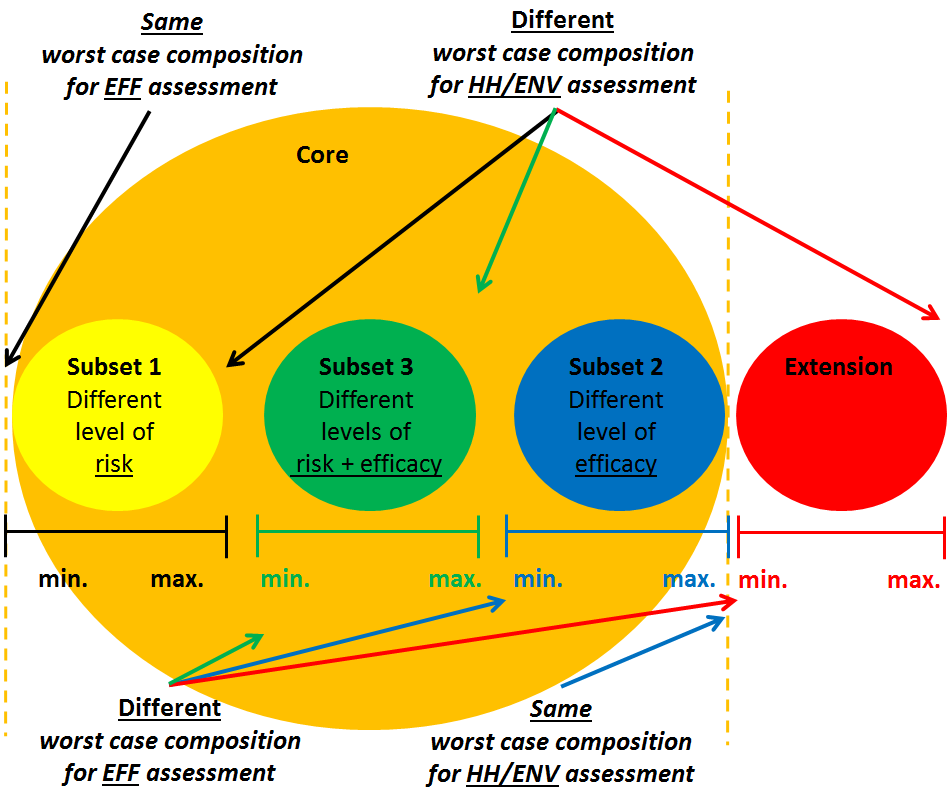 Same
worst case composition
for EFF assessment
Different
worst case composition
for HH/ENV assessment
Core
Subset 1
Different
level of
risk
Subset 3
Different
levels of
risk + efficacy
Subset 2
Different
level of
efficacy
Extension
min.
max.
min.
max.
min.
max.
min.
max.
Different
worst case composition
for EFF assessment
Same
worst case composition
for HH/ENV assessment